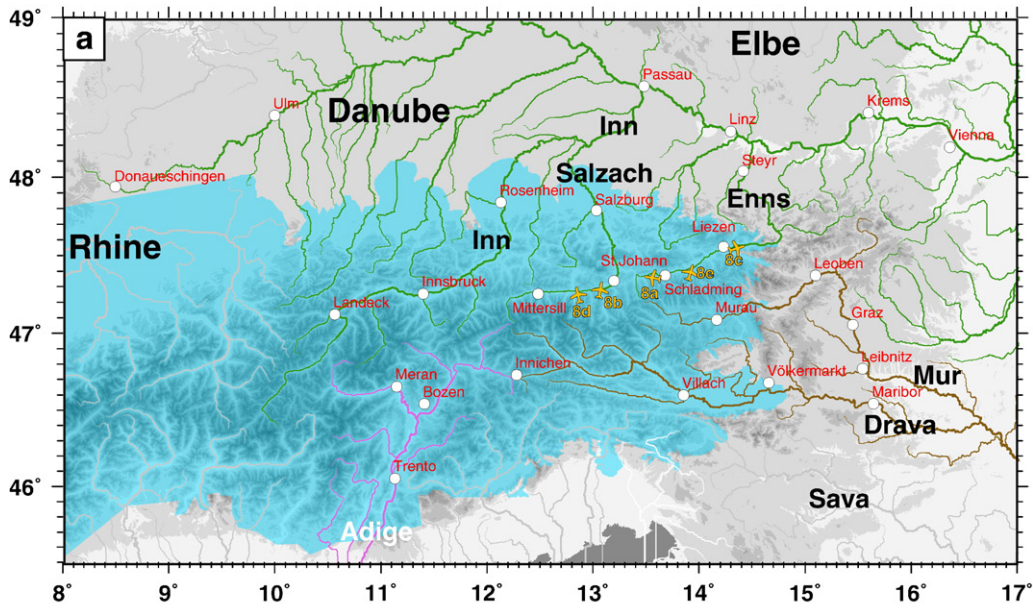 a
49°
48°
47°
46°
Elbe
Passau
Danube
Ulm
Krems
Inn
Linz
Vienna
Steyr
Donaueschingen
Salzach
Rosenheim
Salzburg
Enns
Rhine
Inn
Liezen
8c
St.Johann
8e
Leoben
Innsbruck
8a
Schladming
Landeck
Mittersill
8d
8b
Murau
Graz
Innichen
Leibnitz
Meran
Villach
Völkermarkt
Mur
Bozen
Maribor
Drava
Trento
Sava
Adige
8° 9° 10° 11° 12° 13° 14° 15° 16° 17°